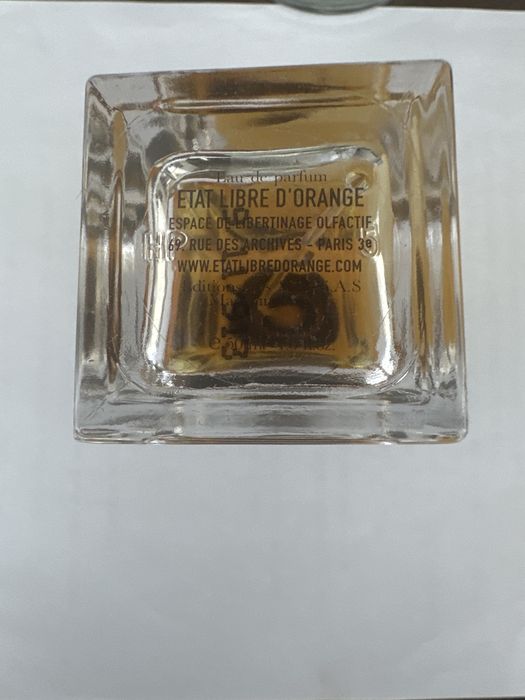 Eau de parfum
ETAT LIBRE D'ORANGE
ESPACE DE LIBERTINAGE OLFACTIF
69, RUE DES ARCHIVES - PARIS 3e
WWW.ETATLIBREDORANGE.COM
Editions A.S